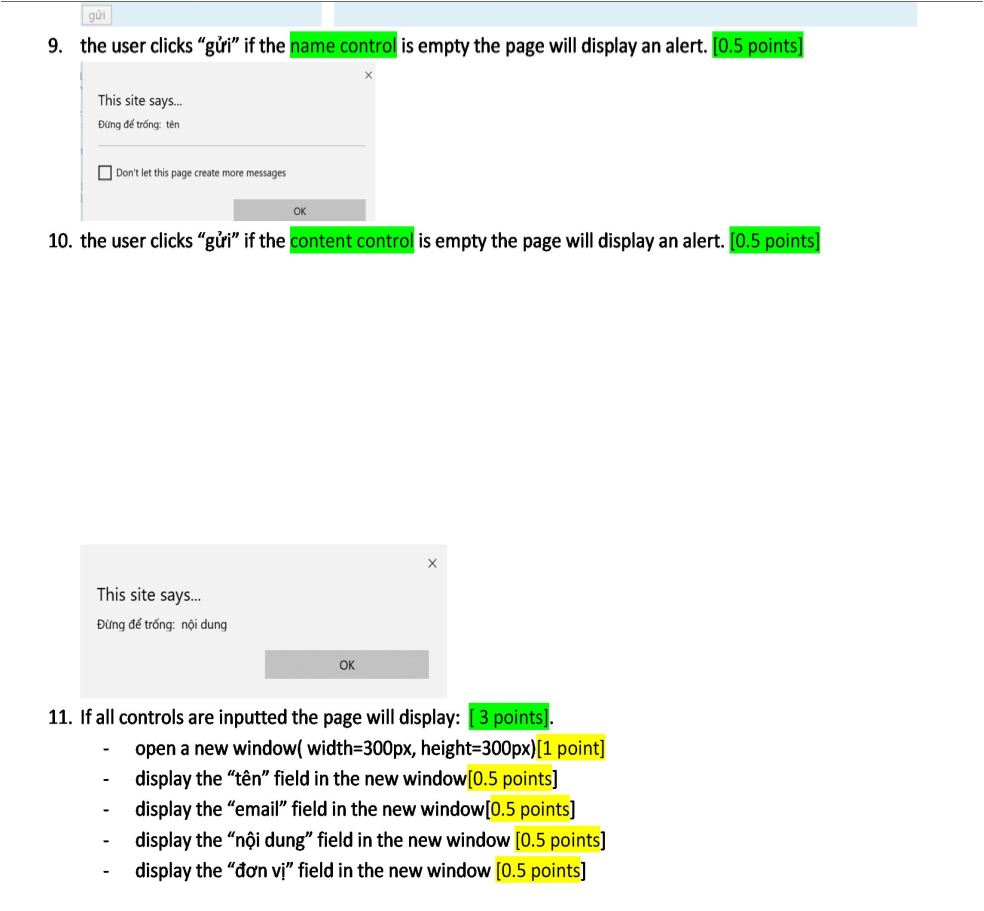 gửi
9. the user clicks “gửi” if the name control is empty the page will display an alert. [0.5 points]
×
This site says...
Đừng để trống: tên
Don't let this page create more messages
OK
10. the user clicks “gửi” if the content control is empty the page will display an alert. [0.5 points]
×
This site says...
Đừng để trống: nội dung
OK
11. If all controls are inputted the page will display: [ 3 points].
- open a new window( width=300px, height=300px)[1 point]
- display the “tên” field in the new window[0.5 points]
- display the “email” field in the new window[0.5 points]
- display the “nội dung” field in the new window [0.5 points]
- display the “đơn vị” field in the new window [0.5 points]